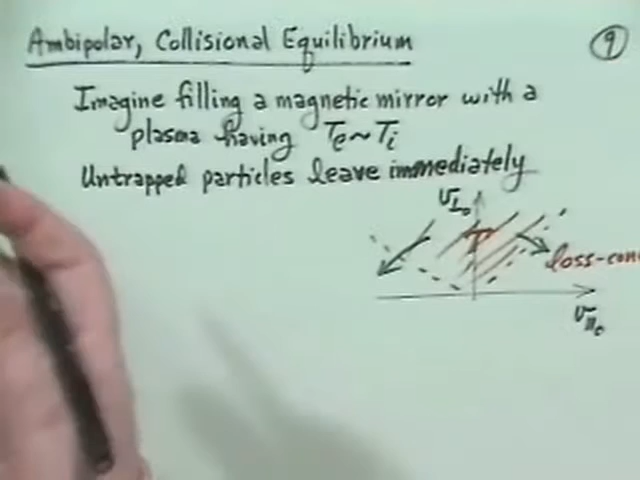 Ambipolar, Collisional Equilibrium
9
Imagine filling a magnetic mirror with a
plasma having Te~Ti
Untrapped particles leave immediately
v⊥o
T
loss-con
v∥o